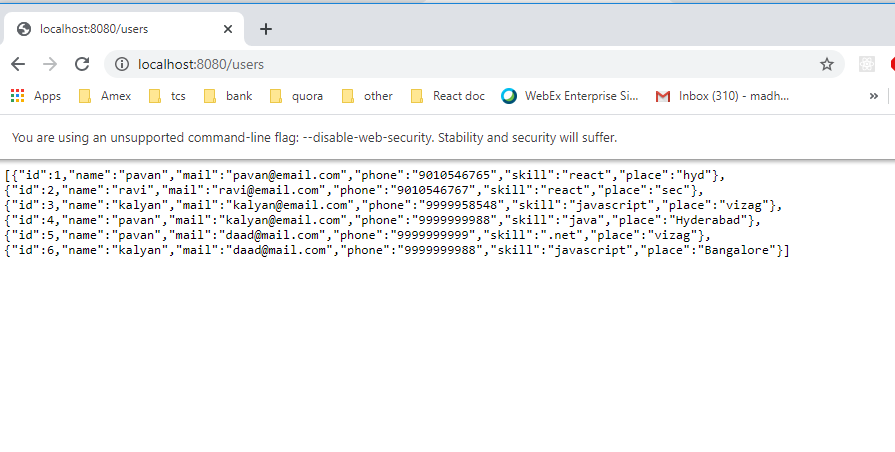 localhost:8080/users
localhost:8080/users
Apps Amex tcs bank quora other React doc WebEx Enterprise Si... Inbox (310) - madh... »
You are using an unsupported command-line flag: --disable-web-security. Stability and security will suffer.
[{"id":1,"name":"pavan","mail":"pavan@email.com","phone":"9010546765","skill":"react","place":"hyd"},
{"id":2,"name":"ravi","mail":"ravi@email.com","phone":"9010546767","skill":"react","place":"sec"},
{"id":3,"name":"kalyan","mail":"kalyan@email.com","phone":"9999958548","skill":"javascript","place":"vizag"},
{"id":4,"name":"pavan","mail":"kalyan@email.com","phone":"9999999988","skill":"java","place":"Hyderabad"},
{"id":5,"name":"pavan","mail":"daad@mail.com","phone":"9999999999","skill":".net","place":"vizag"},
{"id":6,"name":"kalyan","mail":"daad@mail.com","phone":"9999999988","skill":"javascript","place":"Bangalore"}]